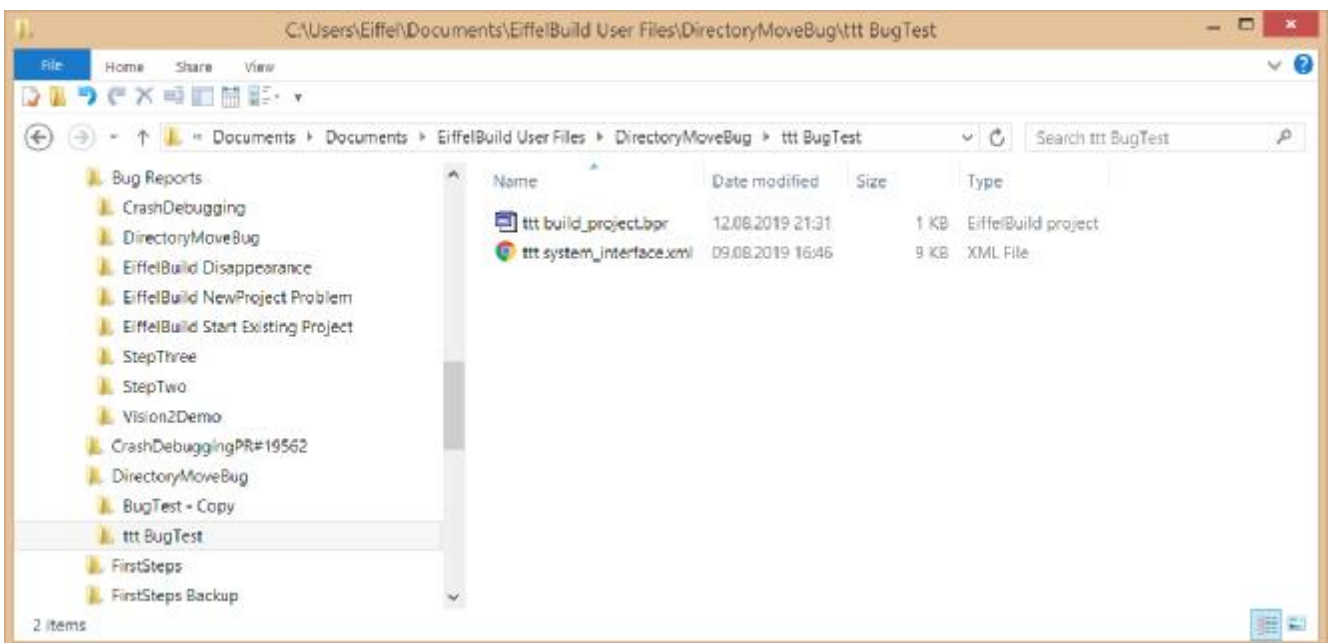 C:\Users\Eiffel\Documents\EiffelBuild User Files\DirectoryMoveBug\ttt BugTest
File Home Share View
« Documents Documents EiffelBuild User Files DirectoryMoveBug ttt BugTest Search ttt BugTest
Bug Reports
CrashDebugging
DirectoryMoveBug
EiffelBuild Disappearance
EiffelBuild NewProject Problem
EiffelBuild Start Existing Project
StepThree
StepTwo
Vision2Demo
CrashDebuggingPR#19562
DirectoryMoveBug
BugTest - Copy
ttt BugTest
FirstSteps
FirstSteps Backup
Name Date modified Size Type
ttt build_project.bpr 12.08.2019 21:31 1 KB EiffelBuild project
ttt system_interface.xml 09.08.2019 16:46 9 KB XML File
2 items